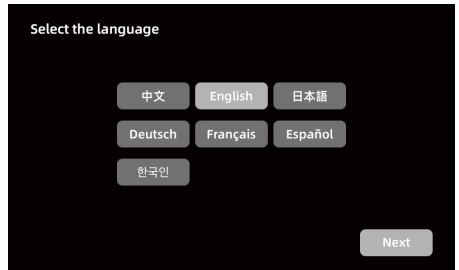 Select the language
中文 English 日本語
Deutsch Français Español
한국인
Next